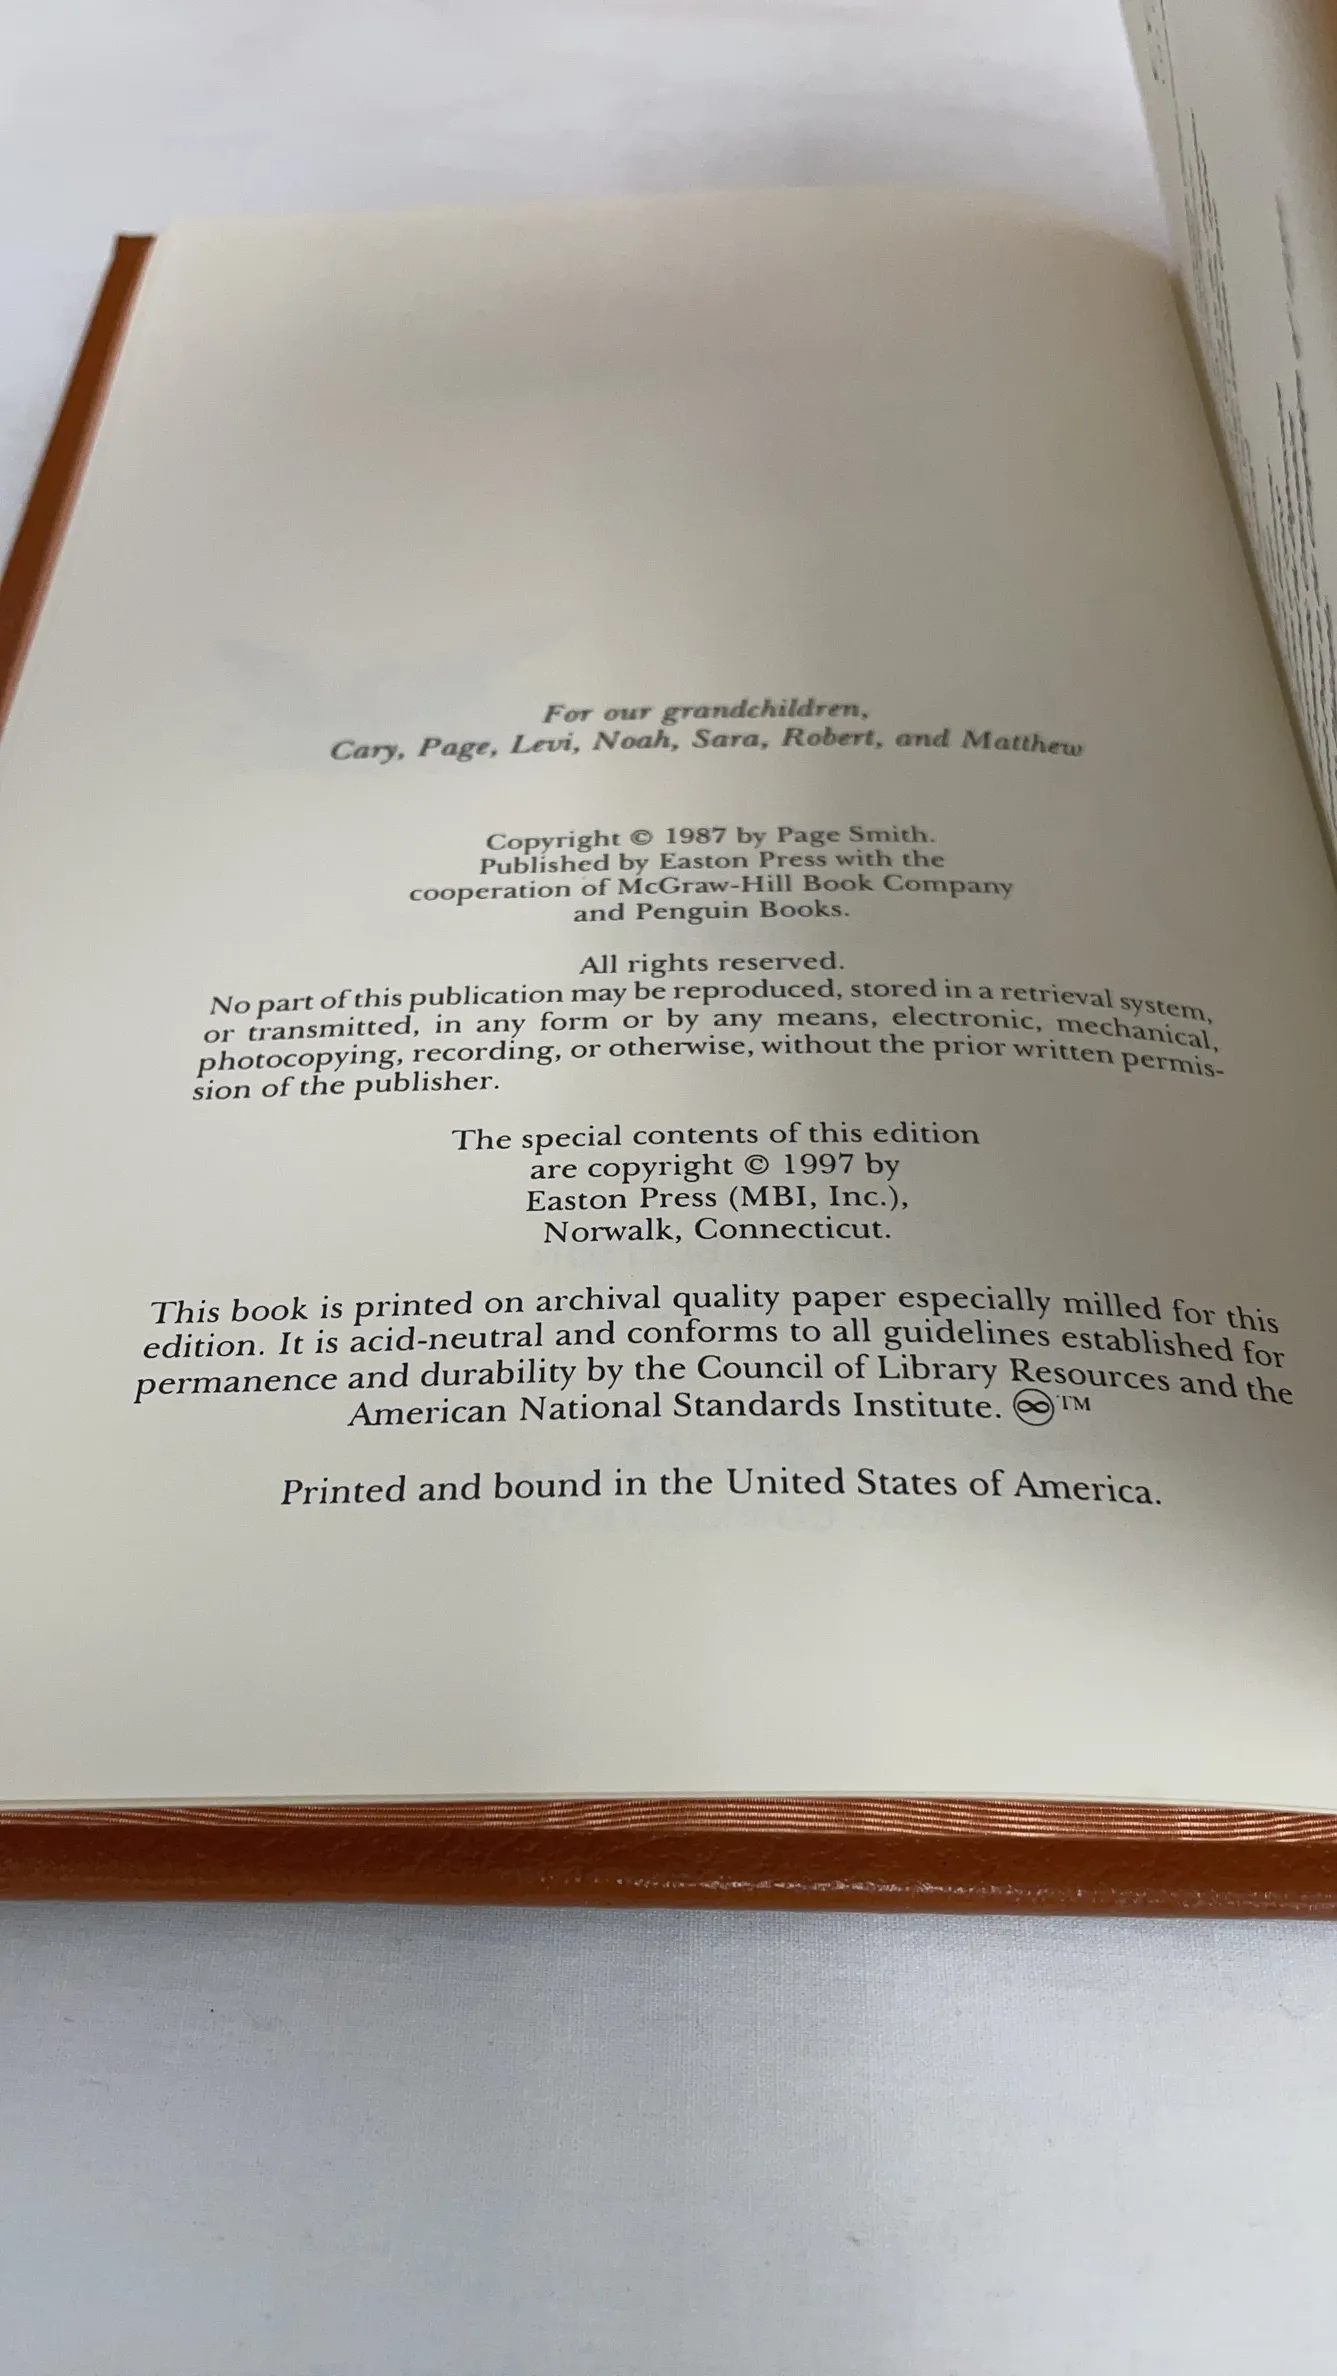 For our grandchildren,
Cary, Page, Levi, Noah, Sara, Robert, and Matthew
Copyright © 1987 by Page Smith.
Published by Easton Press with the
cooperation of McGraw-Hill Book Company
and Penguin Books.
All rights reserved.
No part of this publication may be reproduced, stored in a retrieval system,
or transmitted, in any form or by any means, electronic, mechanical,
photocopying, recording, or otherwise, without the prior written permis-
sion of the publisher.
The special contents of this edition
are copyright © 1997 by
Easton Press (MBI, Inc.),
Norwalk, Connecticut.
This book is printed on archival quality paper especially milled for this
edition. It is acid-neutral and conforms to all guidelines established for
permanence and durability by the Council of Library Resources and the
American National Standards Institute. ♾™
Printed and bound in the United States of America.